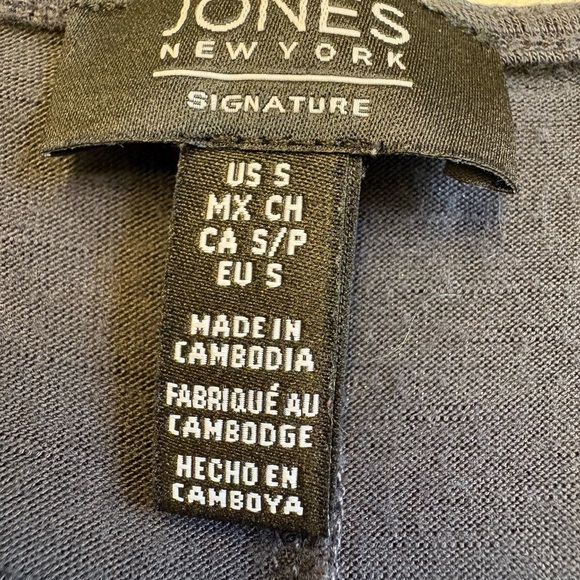 JONES
NEW YORK
SIGNATURE
US S
MX CH
CA S/P
EU S
MADE IN
CAMBODIA
FABRIQUÉ AU
CAMBODGE
HECHO EN
CAMBOYA